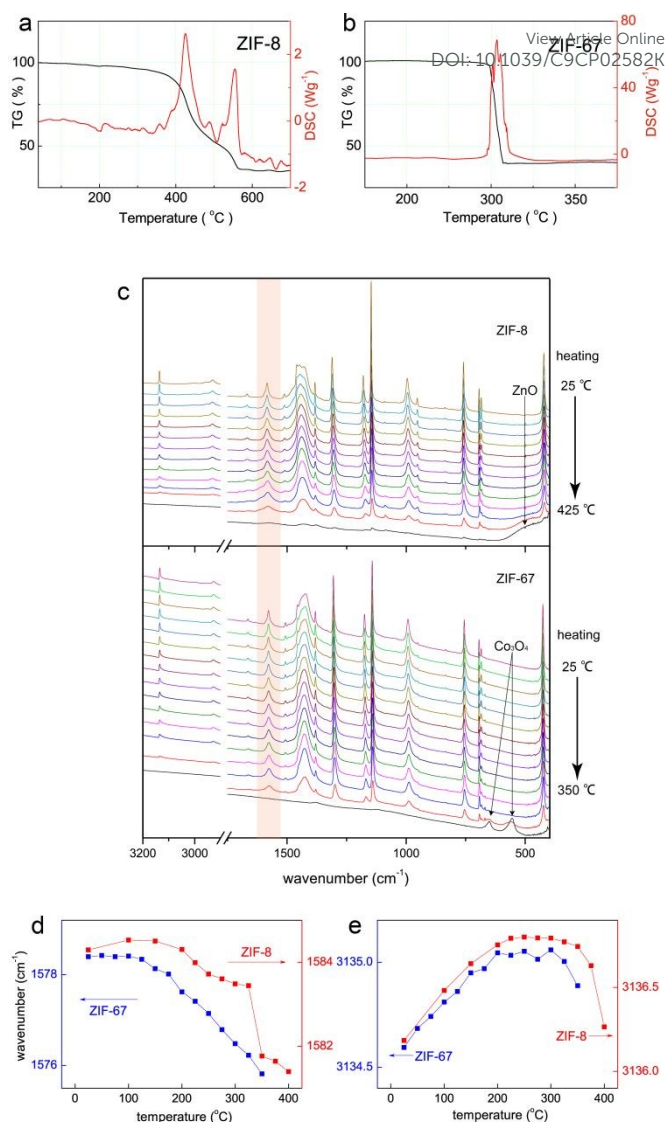 a
b
ZIF-8
ZIF-67
View Article Online
DOI: 10.1039/C9CP02582K
TG ( % )
100
50
2
1
0
-1
-2
DSC (Wg⁻¹)
200
400
600
Temperature ( °C)
TG ( % )
100
50
80
40
0
DSC (Wg⁻¹)
200
300
350
Temperature ( °C)
c
ZIF-8
heating
25 ℃
425 ℃
ZnO
ZIF-67
heating
25 ℃
350 ℃
Co₃O₄
3200
3000
1500
1000
500
wavenumber (cm⁻¹)
d
e
wavenumber(cm⁻¹)
1578
1576
ZIF-8
ZIF-67
1584
1582
0
100
200
300
400
temperature (°C)
3135.0
3134.5
ZIF-67
ZIF-8
3136.5
3136.0
0
100
200
300
400
temperature (°C)